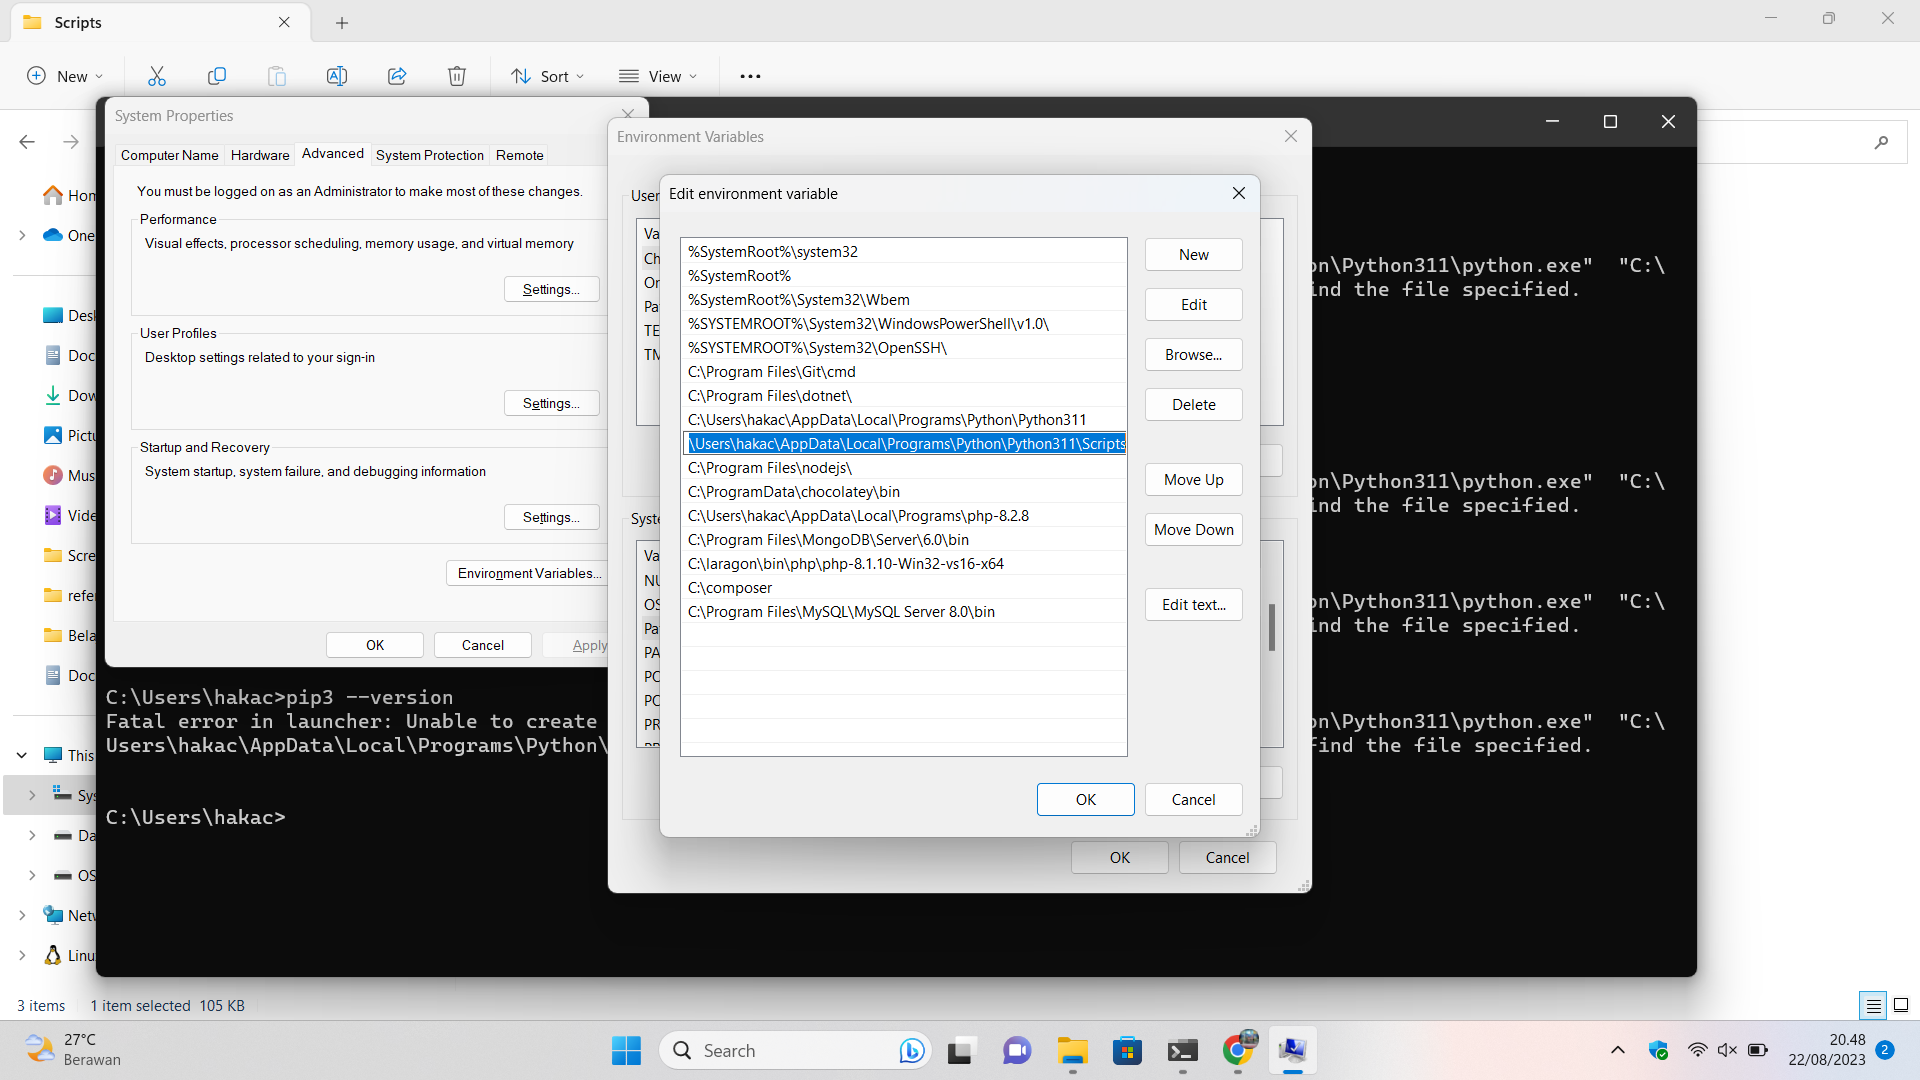 Scripts
New
Sort
View
System Properties
Computer Name
Hardware
Advanced
System Protection
Remote
You must be logged on as an Administrator to make most of these changes.
Performance
Visual effects, processor scheduling, memory usage, and virtual memory
Settings...
User Profiles
Desktop settings related to your sign-in
Settings...
Startup and Recovery
System startup, system failure, and debugging information
Settings...
Environment Variables...
OK
Cancel
Apply
Environment Variables
User
Va
Ch
Pa
TE
TM
Syste
Va
NU
OS
Pa
PA
PC
PC
PR
OK
Cancel
Edit environment variable
%SystemRoot%\system32
%SystemRoot%
%SystemRoot%\System32\Wbem
%SYSTEMROOT%\System32\WindowsPowerShell\v1.0\
%SYSTEMROOT%\System32\OpenSSH\
C:\Program Files\Git\cmd
C:\Program Files\dotnet\
C:\Users\hakac\AppData\Local\Programs\Python\Python311
\Users\hakac\AppData\Local\Programs\Python\Python311\Scripts
C:\Program Files\nodejs\
C:\ProgramData\chocolatey\bin
C:\Users\hakac\AppData\Local\Programs\php-8.2.8
C:\Program Files\MongoDB\Server\6.0\bin
C:\laragon\bin\php\php-8.1.10-Win32-vs16-x64
C:\composer
C:\Program Files\MySQL\MySQL Server 8.0\bin
New
Edit
Browse...
Delete
Move Up
Move Down
Edit text...
OK
Cancel
on\Python311\python.exe" "C:\
ind the file specified.
on\Python311\python.exe" "C:\
ind the file specified.
on\Python311\python.exe" "C:\
ind the file specified.
C:\Users\hakac>pip3 --version
Fatal error in launcher: Unable to create on\Python311\python.exe" "C:\
Users\hakac\AppData\Local\Programs\Python\ find the file specified.
C:\Users\hakac>
Hom
One
Desk
Doc
Dow
Pictu
Mus
Vide
Scre
refe
Bela
Doc
This
Sys
Da
OS
Netw
Linu
3 items
1 item selected 105 KB
27°C
Berawan
Search
20.48
22/08/2023
2